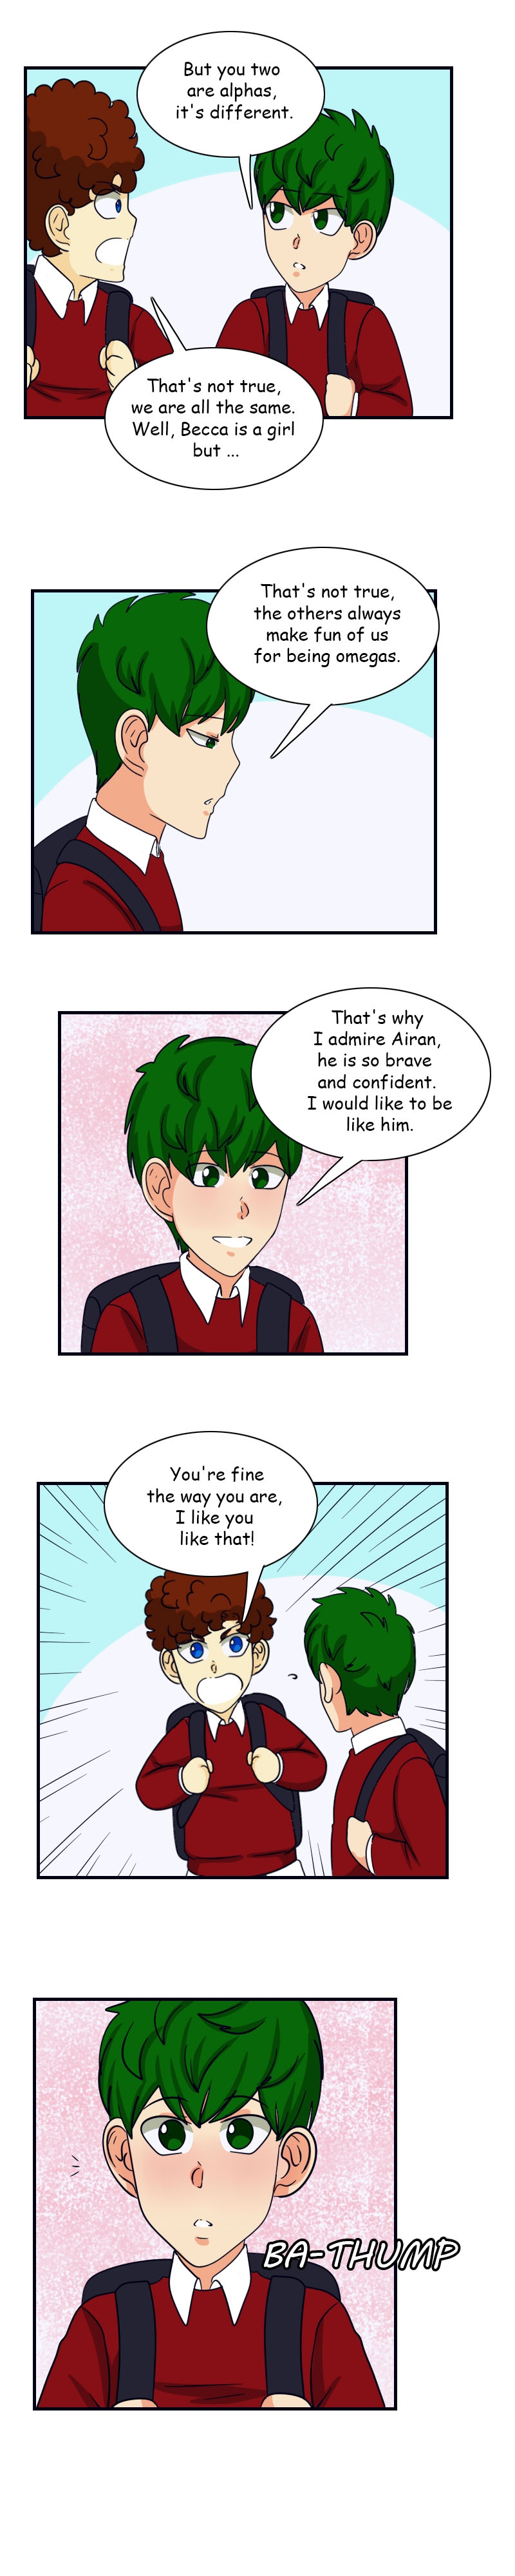 But you two
are alphas,
it's different.
That's not true,
we are all the same.
Well, Becca is a girl
but ...
That's not true,
the others always
make fun of us
for being omegas.
That's why
I admire Airan,
he is so brave
and confident.
I would like to be
like him.
You're fine
the way you are,
I like you
like that!
BA-THUMP